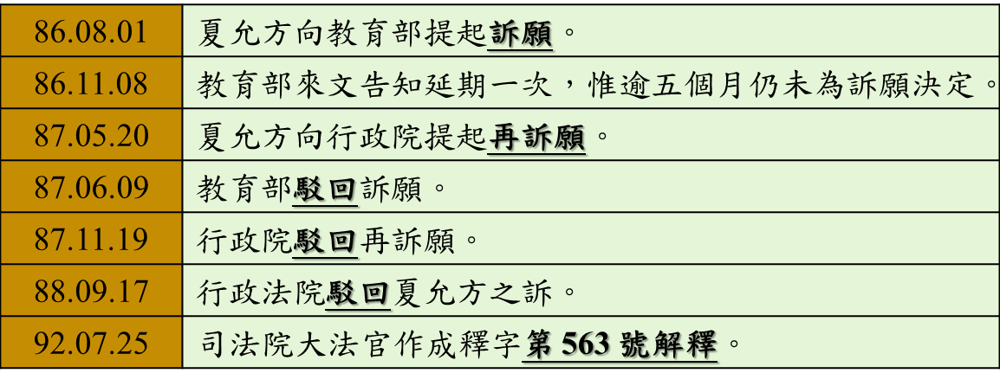 86.08.01 夏允方向教育部提起訴願。
86.11.08 教育部來文告知延期一次，惟逾五個月仍未為訴願決定。
87.05.20 夏允方向行政院提起再訴願。
87.06.09 教育部駁回訴願。
87.11.19 行政院駁回再訴願。
88.09.17 行政法院駁回夏允方之訴。
92.07.25 司法院大法官作成釋字第 563 號解釋。